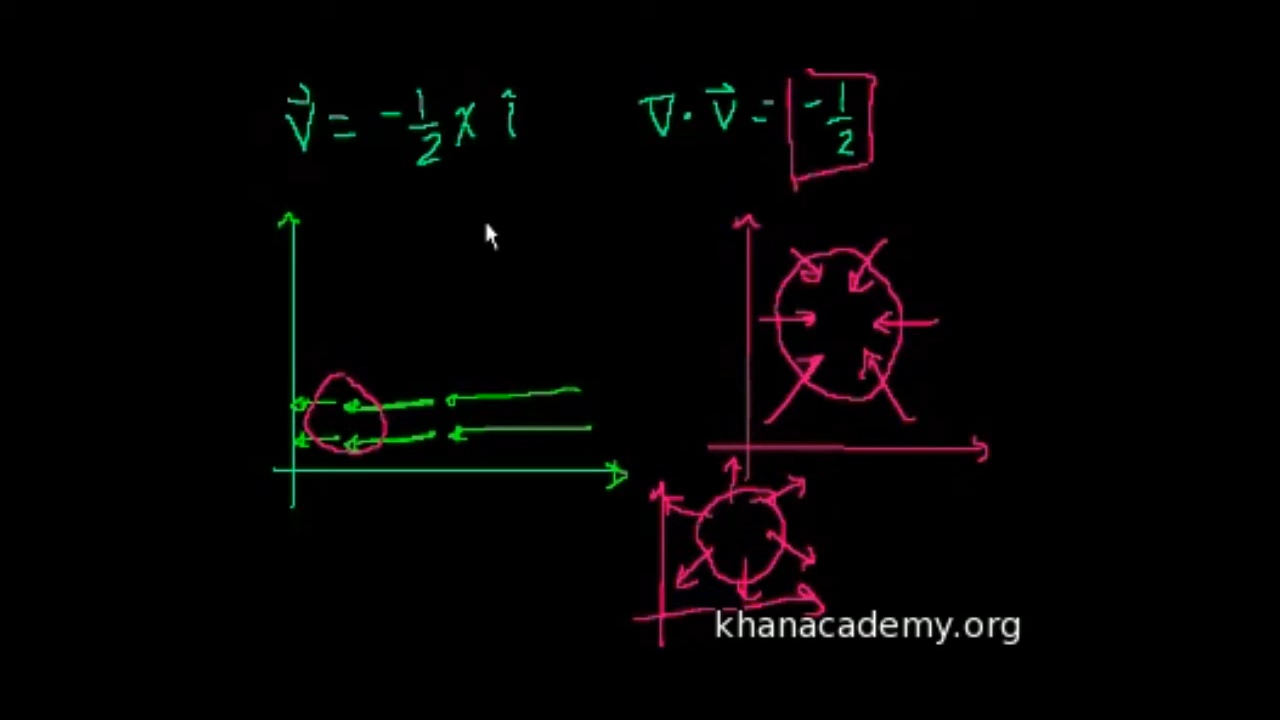 v⃗ = -1/2 x î
∇ · v⃗ = -1/2
khanacademy.org